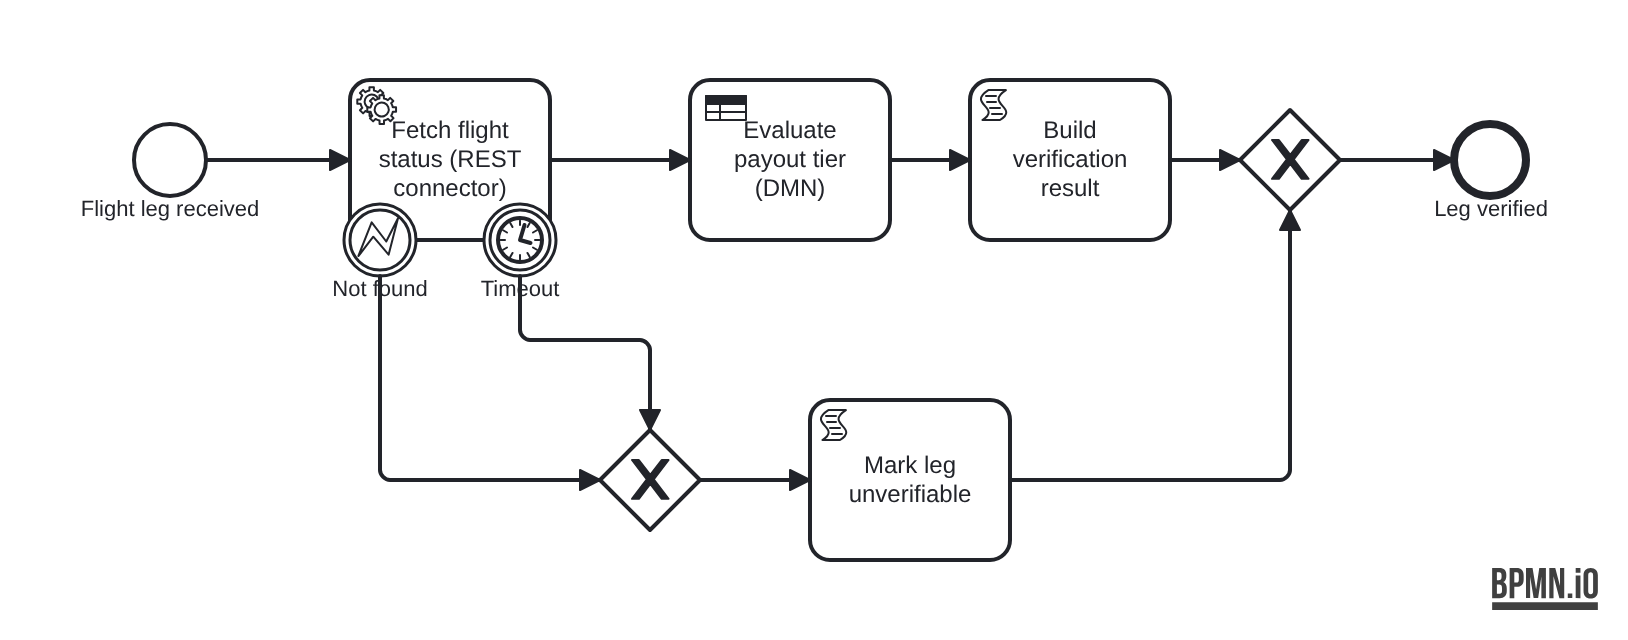 Fetch flight
status (REST
connector)
Evaluate
payout tier
(DMN)
Build
verification
result
Flight leg received
Leg verified
Not found
Timeout
Mark leg
unverifiable
BPMN.iO